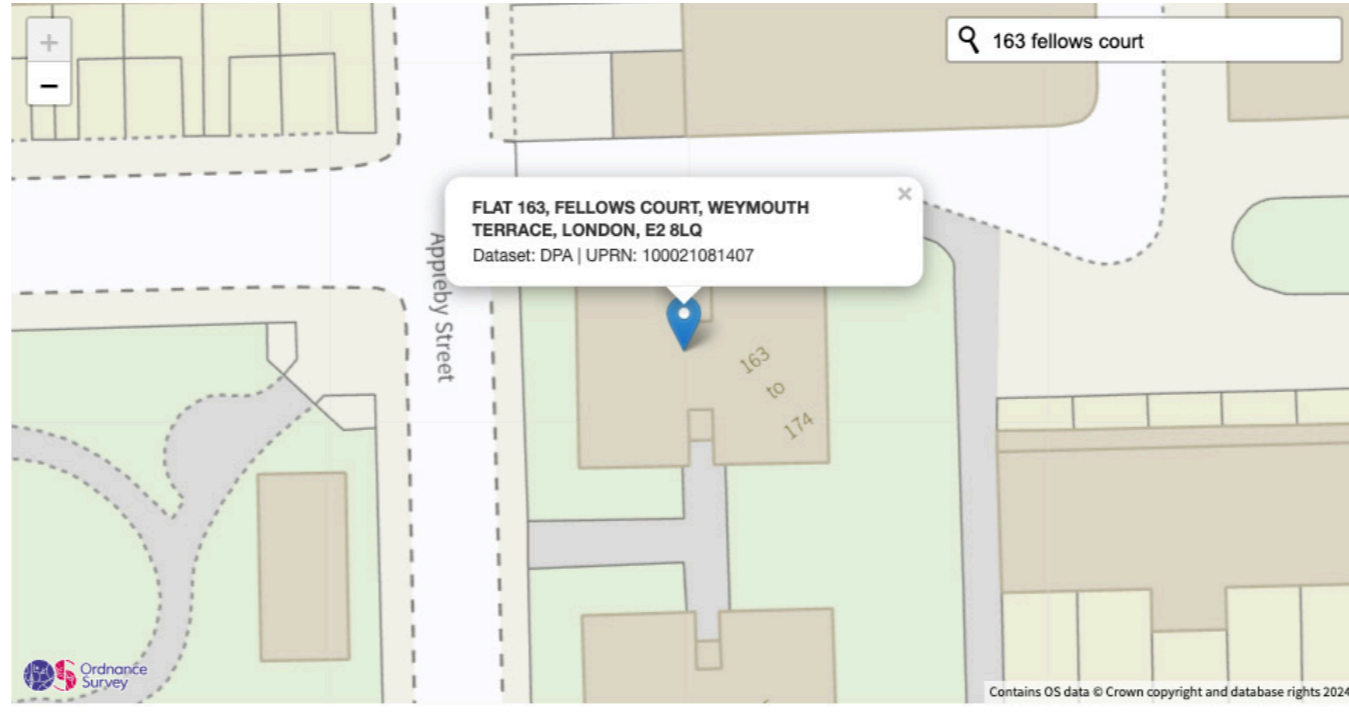 +
−
163 fellows court
FLAT 163, FELLOWS COURT, WEYMOUTH
TERRACE, LONDON, E2 8LQ
Dataset: DPA | UPRN: 100021081407
×
Appleby Street
163
to
174
Ordnance
Survey
Contains OS data © Crown copyright and database rights 2024